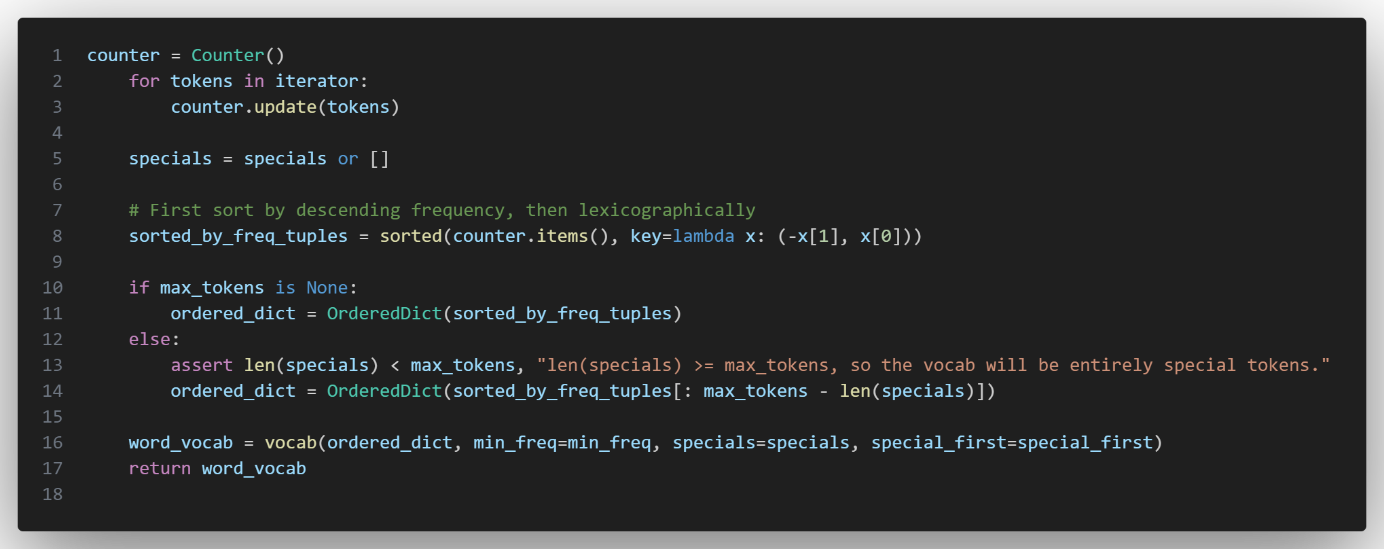 1 counter = Counter()
2     for tokens in iterator:
3         counter.update(tokens)
4
5     specials = specials or []
6
7     # First sort by descending frequency, then lexicographically
8     sorted_by_freq_tuples = sorted(counter.items(), key=lambda x: (-x[1], x[0]))
9
10     if max_tokens is None:
11         ordered_dict = OrderedDict(sorted_by_freq_tuples)
12     else:
13         assert len(specials) < max_tokens, "len(specials) >= max_tokens, so the vocab will be entirely special tokens."
14         ordered_dict = OrderedDict(sorted_by_freq_tuples[: max_tokens - len(specials)])
15
16     word_vocab = vocab(ordered_dict, min_freq=min_freq, specials=specials, special_first=special_first)
17     return word_vocab
18